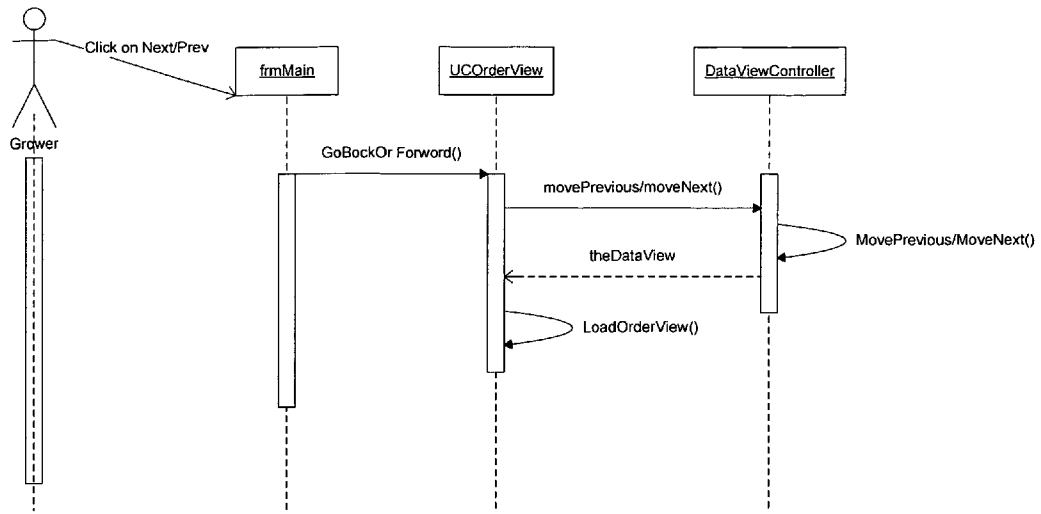 Click on Next/Prev
frmMain
UCOrderView
DataViewController
Grower
GoBockOr Forword()
movePrevious/moveNext()
MovePrevious/MoveNext()
theDataView
LoadOrderView()